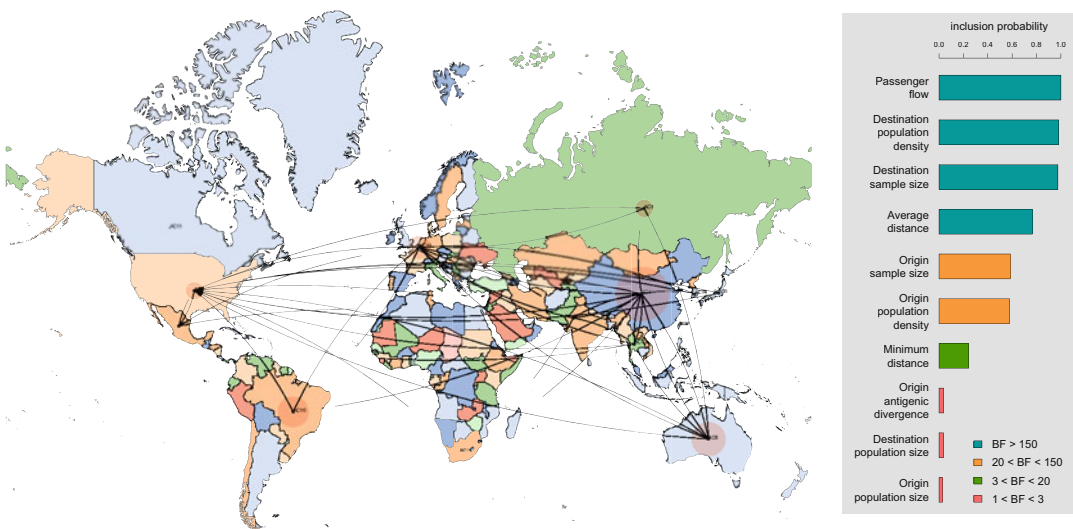 inclusion probability
0.0 0.2 0.4 0.6 0.8 1.0
Passenger
flow
Destination
population
density
Destination
sample size
Average
distance
Origin
sample size
Origin
population
density
Minimum
distance
Origin
antigenic
divergence
Destination
population size
Origin
population size
BF > 150
20 < BF < 150
3 < BF < 20
1 < BF < 3